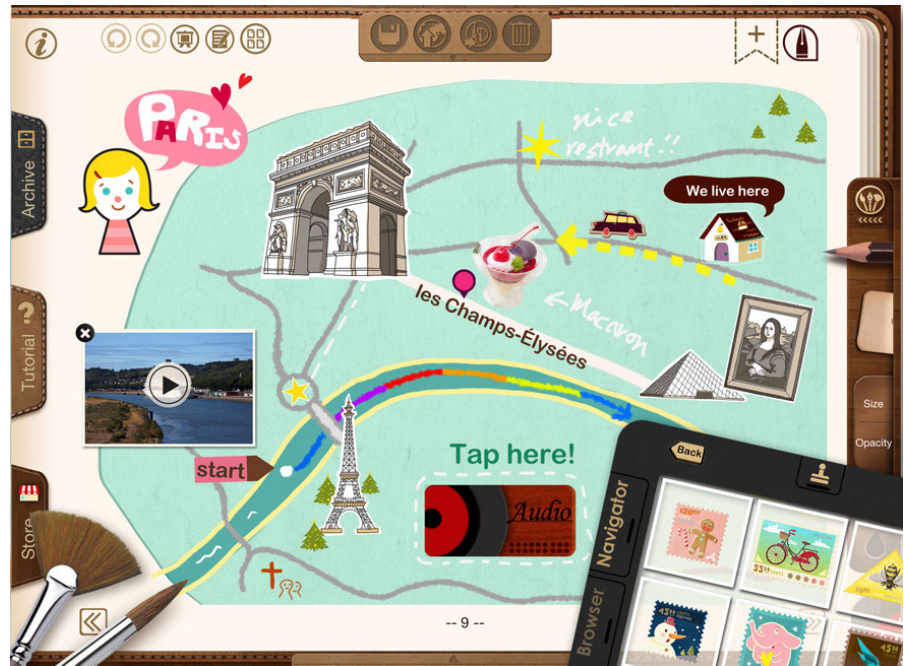 PARIS
nice
restrant!!
We live here
Archive
Tutorial ?
les Champs-Élysées
←Macaron
start
Tap here!
Audio
Store
Size
Opacity
Back
Navigator
Browser
-- 9 --